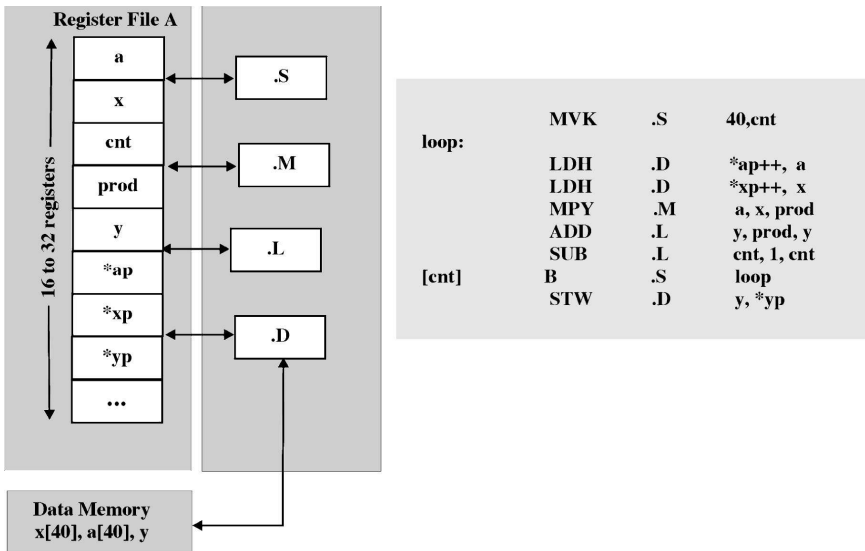 Register File A
a
x
cnt
prod
y
*ap
*xp
*yp
...
16 to 32 registers
.S
.M
.L
.D
Data Memory
x[40], a[40], y
MVK .S 40,cnt
loop:
LDH .D *ap++, a
LDH .D *xp++, x
MPY .M a, x, prod
ADD .L y, prod, y
SUB .L cnt, 1, cnt
[cnt] B .S loop
STW .D y, *yp